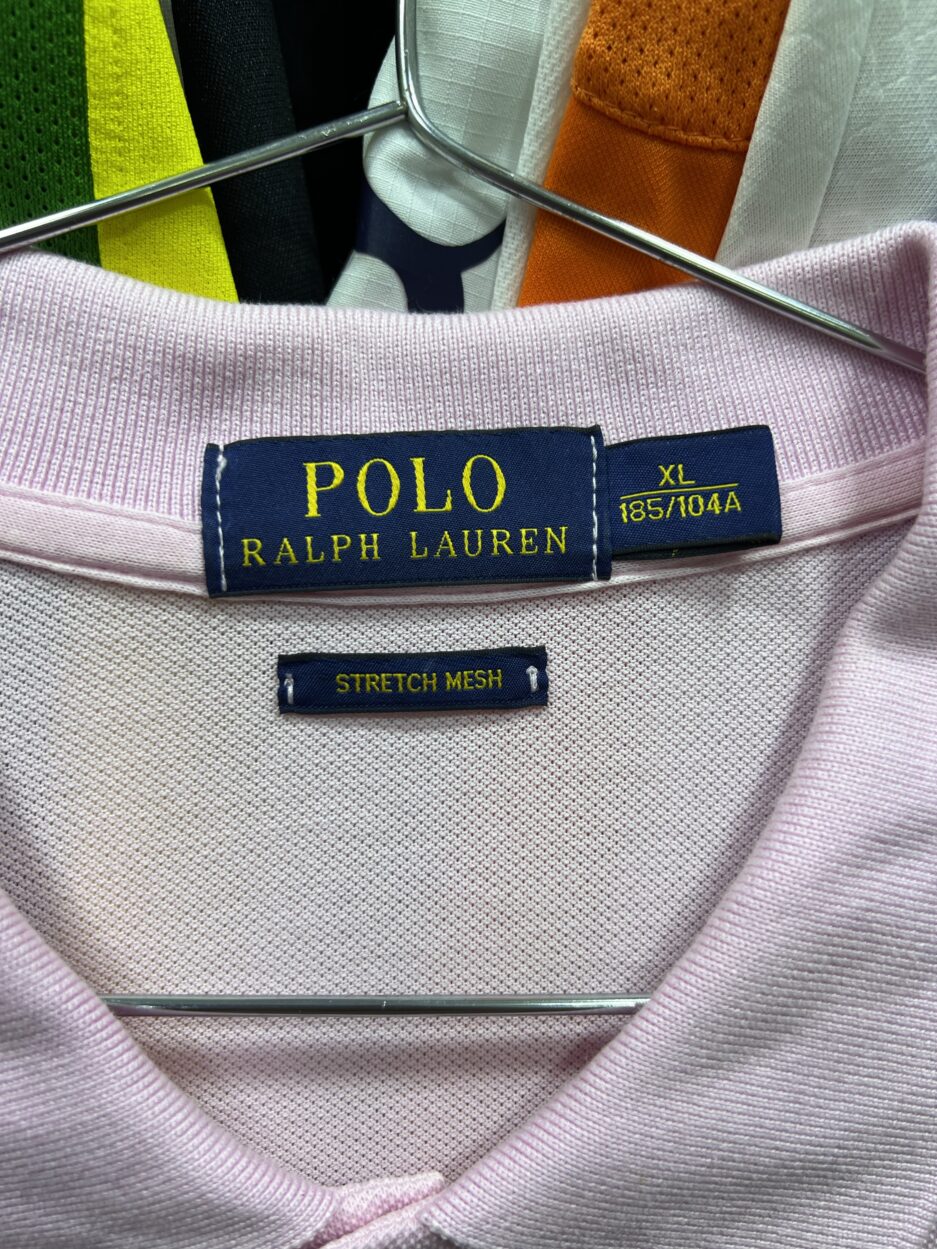 POLO
RALPH LAUREN
XL
185/104A
STRETCH MESH